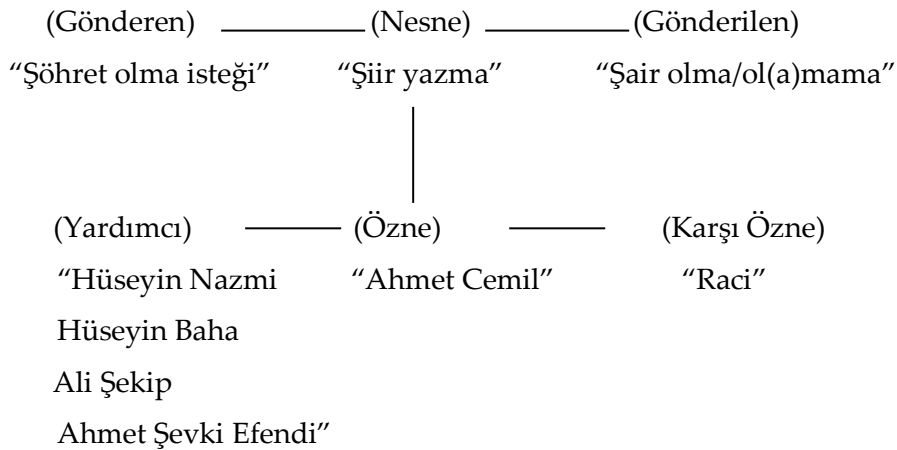 (Gönderen) (Nesne) (Gönderilen)
“Şöhret olma isteği” “Şiir yazma” “Şair olma/ol(a)mama”
(Yardımcı) (Özne) (Karşı Özne)
“Hüseyin Nazmi “Ahmet Cemil” “Raci”
Hüseyin Baha
Ali Şekip
Ahmet Şevki Efendi”